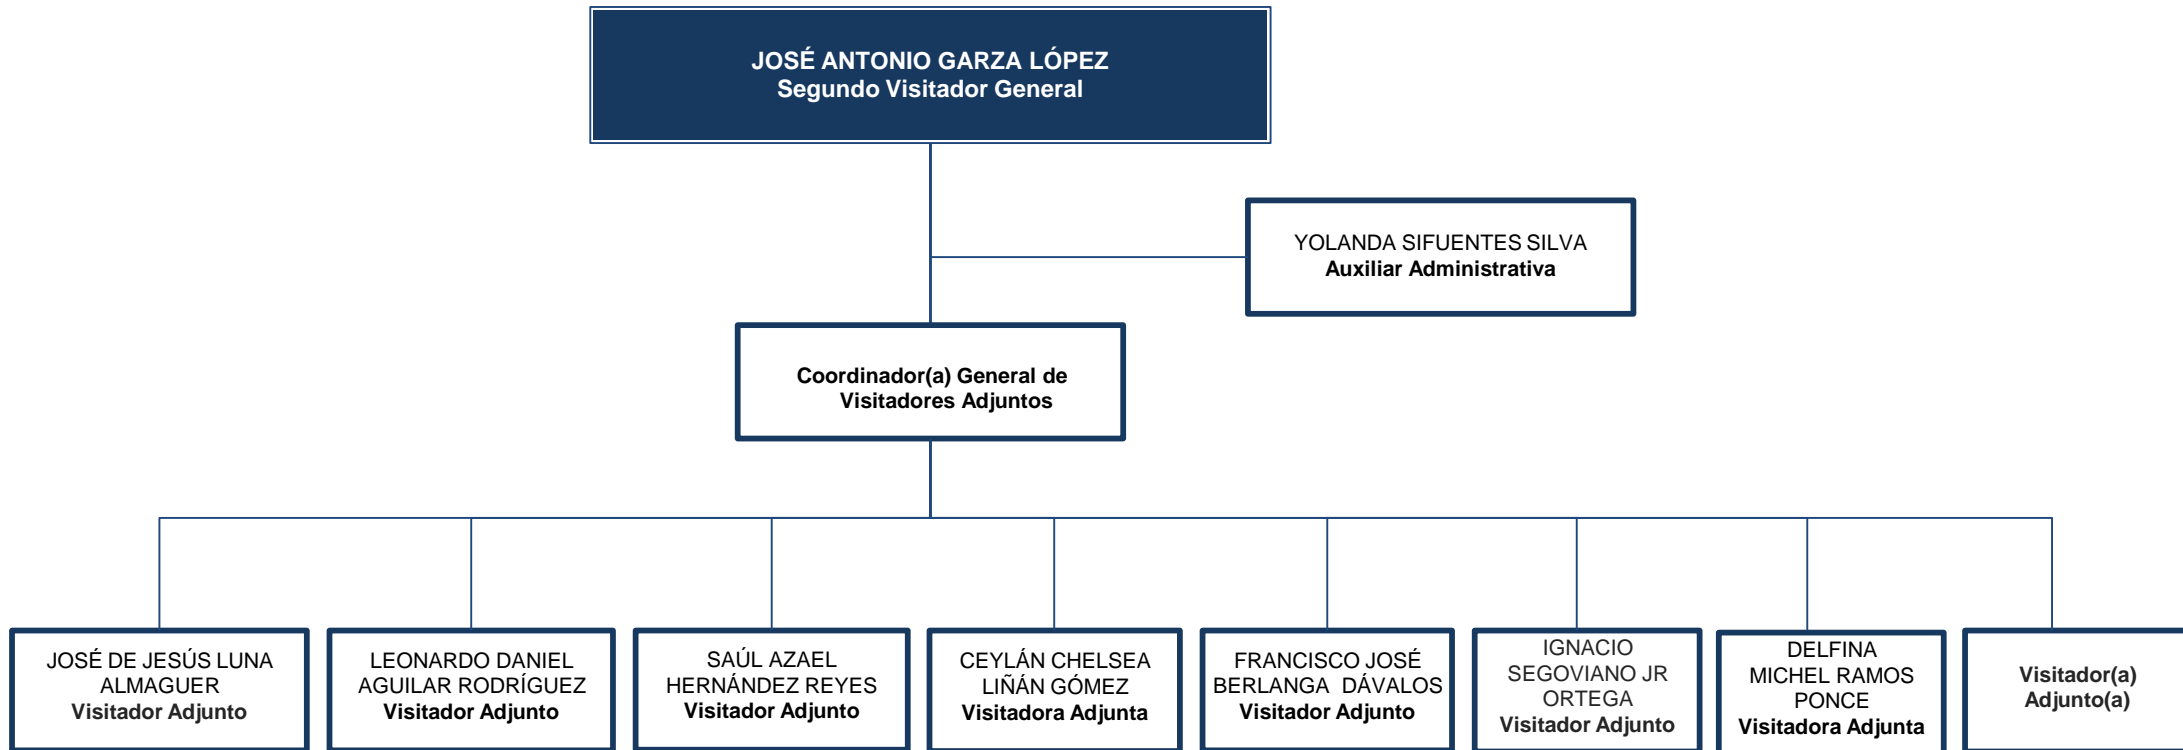 JOSÉ ANTONIO GARZA LÓPEZ
Segundo Visitador General
YOLANDA SIFUENTES SILVA
Auxiliar Administrativa
Coordinador(a) General de
Visitadores Adjuntos
JOSÉ DE JESÚS LUNA
ALMAGUER
Visitador Adjunto
LEONARDO DANIEL
AGUILAR RODRÍGUEZ
Visitador Adjunto
SAÚL AZAEL
HERNÁNDEZ REYES
Visitador Adjunto
CEYLÁN CHELSEA
LIÑÁN GÓMEZ
Visitadora Adjunta
FRANCISCO JOSÉ
BERLANGA DÁVALOS
Visitador Adjunto
IGNACIO
SEGOVIANO JR
ORTEGA
Visitador Adjunto
DELFINA
MICHEL RAMOS
PONCE
Visitadora Adjunta
Visitador(a)
Adjunto(a)